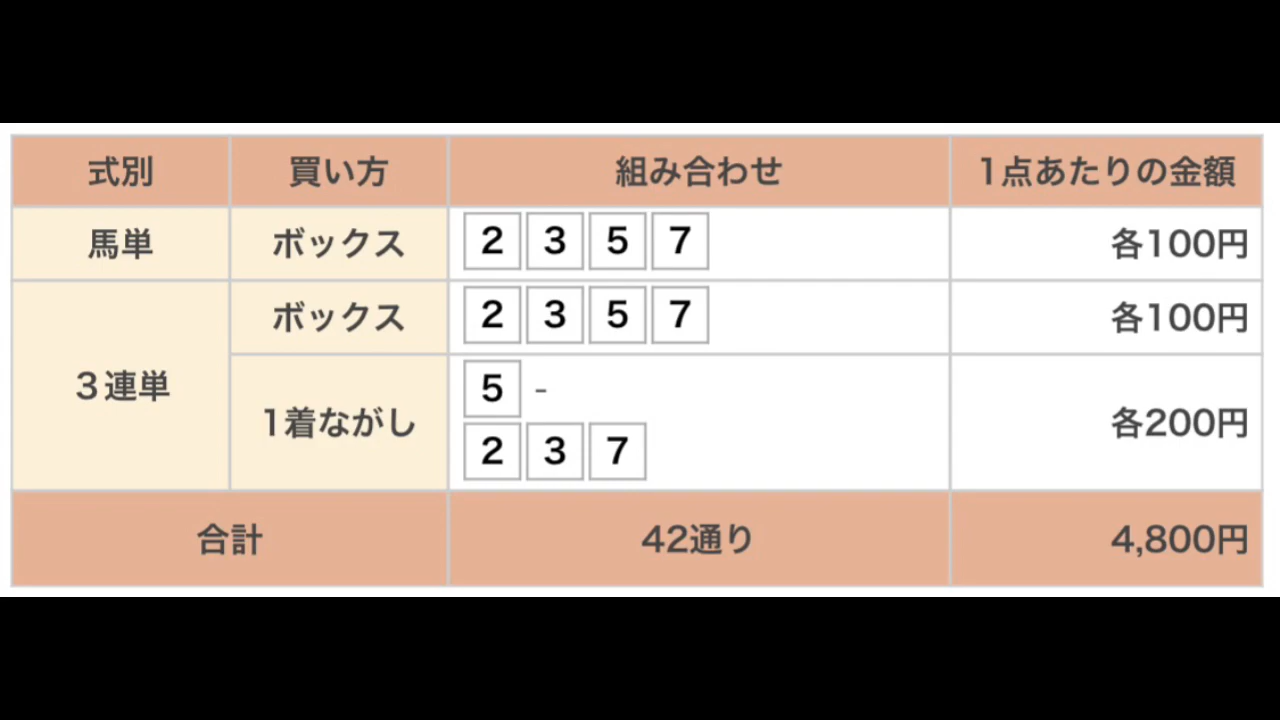 式別 買い方 組み合わせ 1点あたりの金額
馬単 ボックス 2 3 5 7 各100円
3連単 ボックス 2 3 5 7 各100円
1着ながし 5 -
2 3 7 各200円
合計 42通り 4,800円